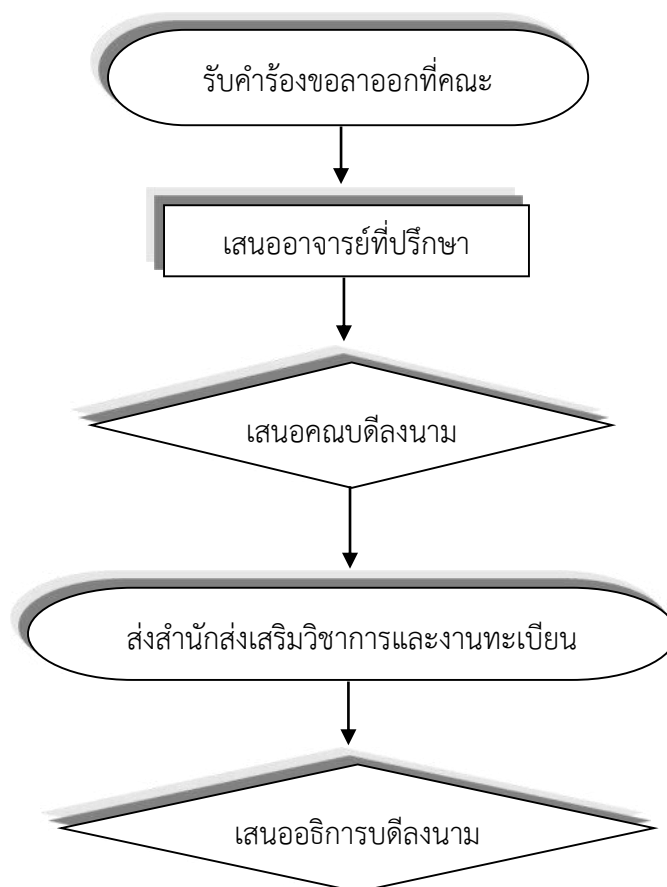 รับคำร้องขอลาออกที่คณะ
เสนออาจารย์ที่ปรึกษา
เสนอคณบดีลงนาม
ส่งสำนักส่งเสริมวิชาการและงานทะเบียน
เสนออธิการบดีลงนาม